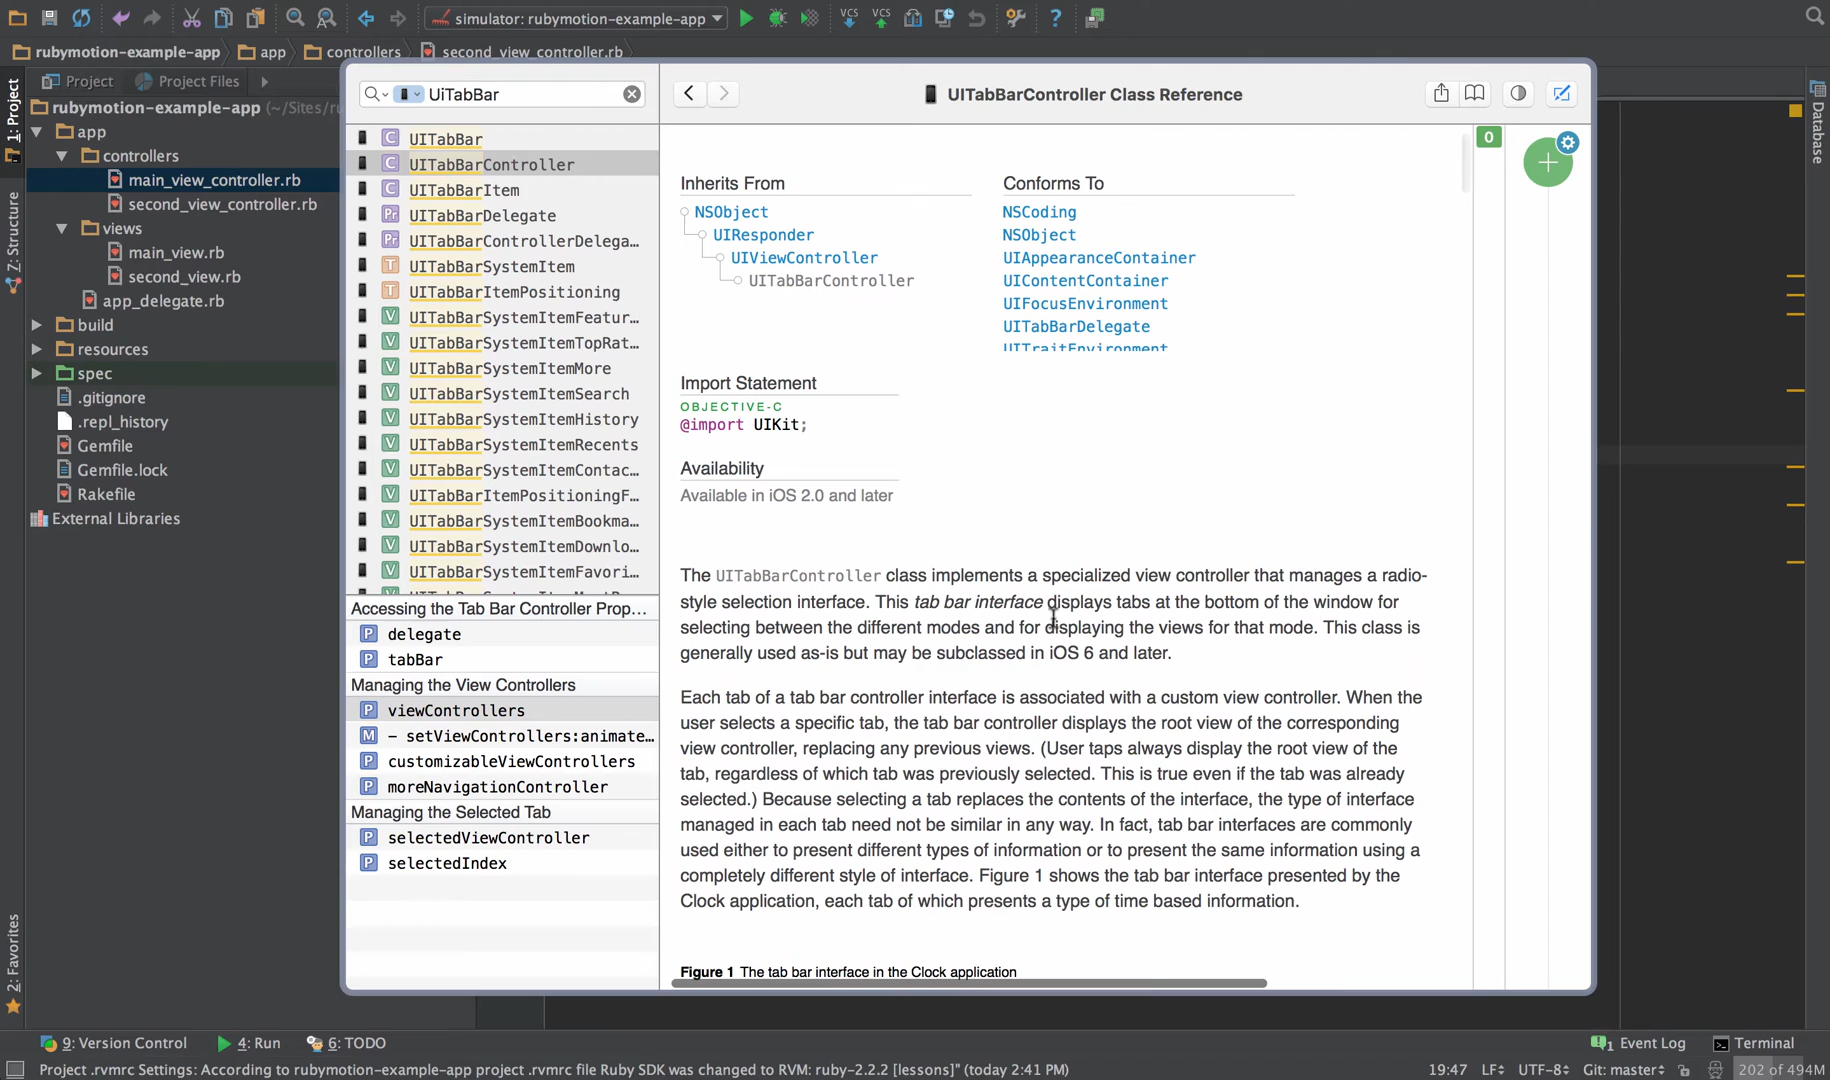 simulator: rubymotion-example-app
VCS
VCS
rubymotion-example-app
app
controllers
second_view_controller.rb
1: Project
Z: Structure
2: Favorites
Project
Project Files
rubymotion-example-app (~/Sites/ru
app
controllers
main_view_controller.rb
second_view_controller.rb
views
main_view.rb
second_view.rb
app_delegate.rb
build
resources
spec
.gitignore
.repl_history
Gemfile
Gemfile.lock
Rakefile
External Libraries
UiTabBar
UITabBar
UITabBarController
UITabBarItem
UITabBarDelegate
UITabBarControllerDelega…
UITabBarSystemItem
UITabBarItemPositioning
UITabBarSystemItemFeatur…
UITabBarSystemItemTopRat…
UITabBarSystemItemMore
UITabBarSystemItemSearch
UITabBarSystemItemHistory
UITabBarSystemItemRecents
UITabBarSystemItemContac…
UITabBarItemPositioningF…
UITabBarSystemItemBookma…
UITabBarSystemItemDownlo…
UITabBarSystemItemFavori…
Accessing the Tab Bar Controller Prop…
delegate
tabBar
Managing the View Controllers
viewControllers
– setViewControllers:animate…
customizableViewControllers
moreNavigationController
Managing the Selected Tab
selectedViewController
selectedIndex
UITabBarController Class Reference
Inherits From
NSObject
UIResponder
UIViewController
UITabBarController
Conforms To
NSCoding
NSObject
UIAppearanceContainer
UIContentContainer
UIFocusEnvironment
UITabBarDelegate
UITraitEnvironment
Import Statement
OBJECTIVE-C
@import UIKit;
Availability
Available in iOS 2.0 and later
The UITabBarController class implements a specialized view controller that manages a radio-
style selection interface. This tab bar interface displays tabs at the bottom of the window for
selecting between the different modes and for displaying the views for that mode. This class is
generally used as-is but may be subclassed in iOS 6 and later.
Each tab of a tab bar controller interface is associated with a custom view controller. When the
user selects a specific tab, the tab bar controller displays the root view of the corresponding
view controller, replacing any previous views. (User taps always display the root view of the
tab, regardless of which tab was previously selected. This is true even if the tab was already
selected.) Because selecting a tab replaces the contents of the interface, the type of interface
managed in each tab need not be similar in any way. In fact, tab bar interfaces are commonly
used either to present different types of information or to present the same information using a
completely different style of interface. Figure 1 shows the tab bar interface presented by the
Clock application, each tab of which presents a type of time based information.
Figure 1 The tab bar interface in the Clock application
0
Database
9: Version Control
4: Run
6: TODO
1 Event Log
Terminal
Project .rvmrc Settings: According to rubymotion-example-app project .rvmrc file Ruby SDK was changed to RVM: ruby-2.2.2 [lessons]" (today 2:41 PM)
19:47
LF
UTF-8
Git: master
202 of 494M